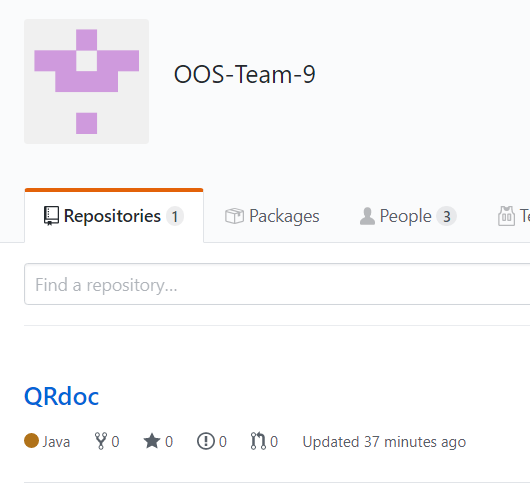 OOS-Team-9
Repositories 1 Packages People 3
Find a repository...
QRdoc
Java 0 0 0 0 Updated 37 minutes ago